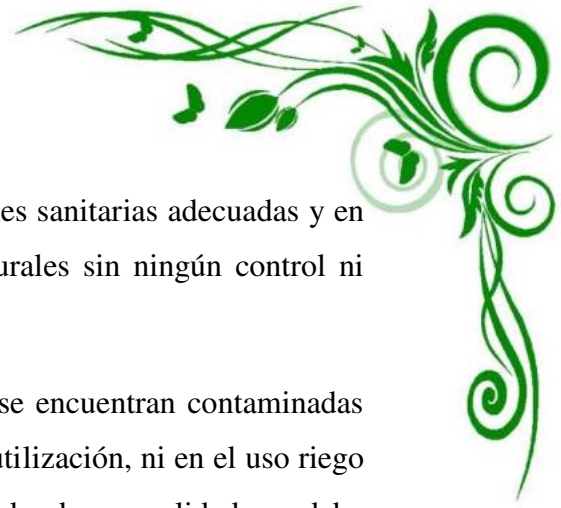 es sanitarias adecuadas y en
urales sin ningún control ni
se encuentran contaminadas
utilización, ni en el uso riego